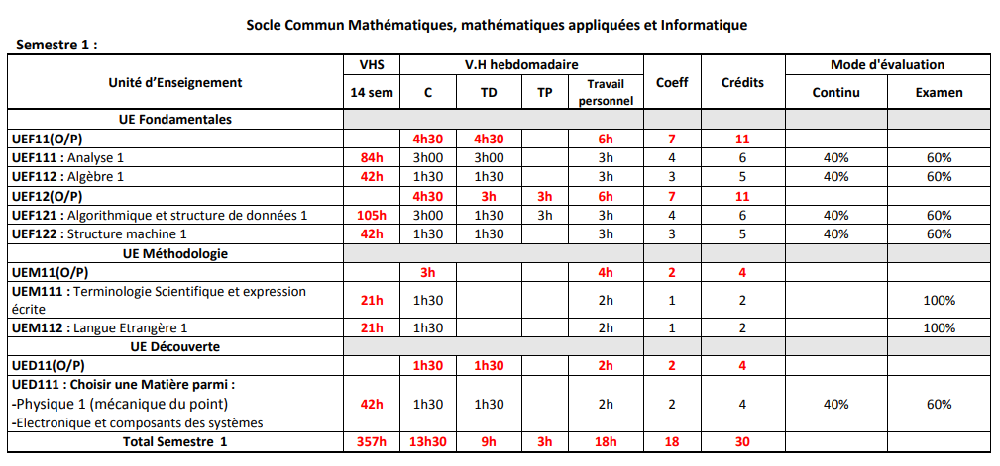 Socle Commun Mathématiques, mathématiques appliquées et Informatique
Semestre 1 :
Unité d'Enseignement VHS V.H hebdomadaire Coeff Crédits Mode d'évaluation
14 sem C TD TP Travail personnel Continu Examen
UE Fondamentales
UEF11(O/P) 4h30 4h30 6h 7 11
UEF111 : Analyse 1 84h 3h00 3h00 3h 4 6 40% 60%
UEF112 : Algèbre 1 42h 1h30 1h30 3h 3 5 40% 60%
UEF12(O/P) 4h30 3h 3h 6h 7 11
UEF121 : Algorithmique et structure de données 1 105h 3h00 1h30 3h 3h 4 6 40% 60%
UEF122 : Structure machine 1 42h 1h30 1h30 3h 3 5 40% 60%
UE Méthodologie
UEM11(O/P) 3h 4h 2 4
UEM111 : Terminologie Scientifique et expression
écrite 21h 1h30 2h 1 2 100%
UEM112 : Langue Etrangère 1 21h 1h30 2h 1 2 100%
UE Découverte
UED11(O/P) 1h30 1h30 2h 2 4
UED111 : Choisir une Matière parmi :
-Physique 1 (mécanique du point) 42h 1h30 1h30 2h 2 4 40% 60%
-Electronique et composants des systèmes
Total Semestre 1 357h 13h30 9h 3h 18h 18 30